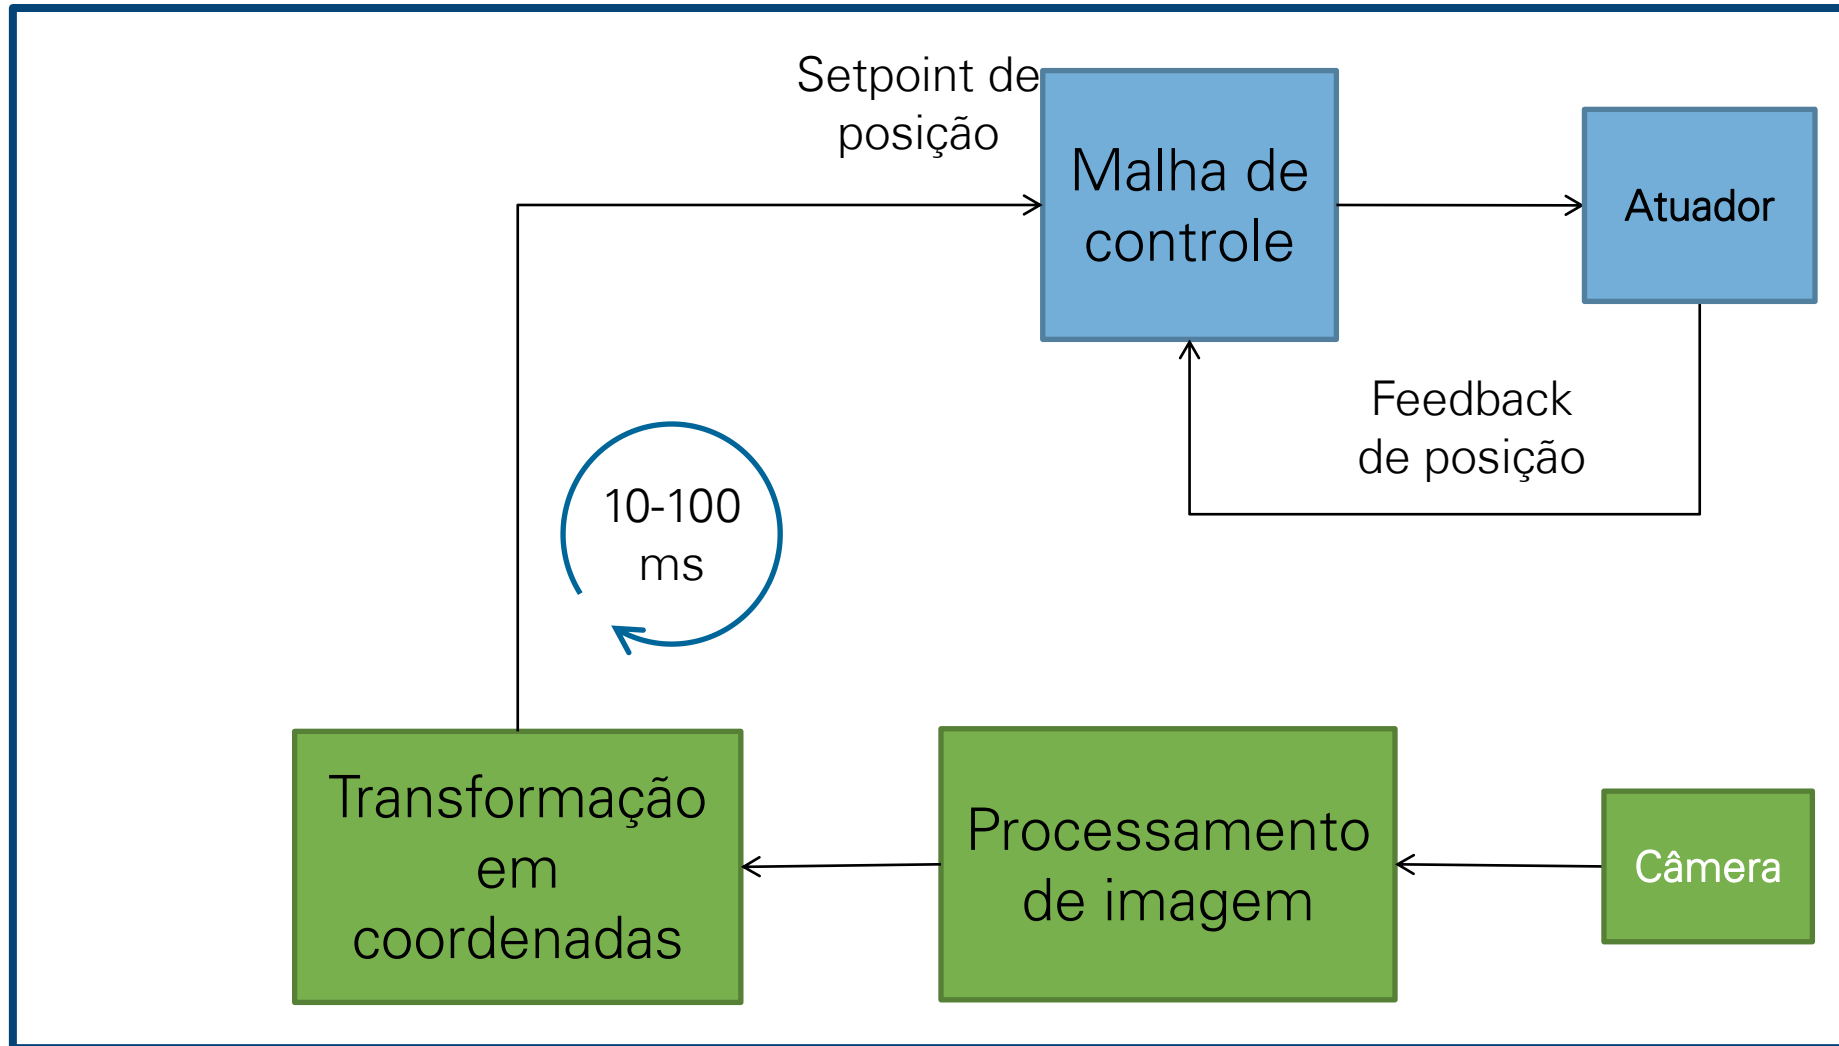 Setpoint de
posição
Malha de
controle
Atuador
Feedback
de posição
10-100
ms
Transformação
em
coordenadas
Processamento
de imagem
Câmera